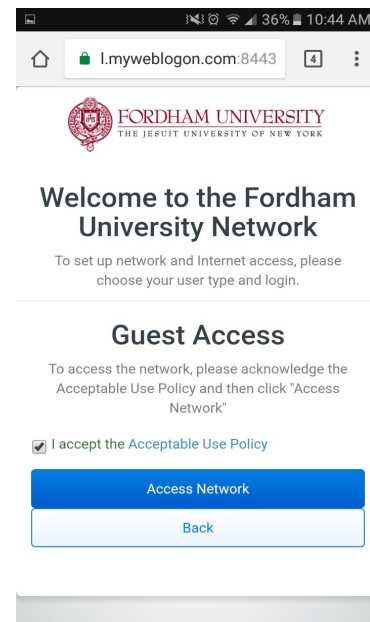 36% 10:44 AM
l.myweblogon.com:8443
4
FORDHAM UNIVERSITY
THE JESUIT UNIVERSITY OF NEW YORK
Welcome to the Fordham
University Network
To set up network and Internet access, please
choose your user type and login.
Guest Access
To access the network, please acknowledge the
Acceptable Use Policy and then click "Access
Network"
I accept the Acceptable Use Policy
Access Network
Back